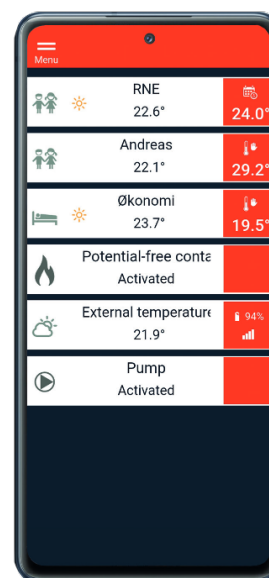 Menu
RNE
22.6°
24.0°
Andreas
22.1°
29.2°
Økonomi
23.7°
19.5°
Potential-free conta
Activated
External temperature
21.9°
94%
Pump
Activated